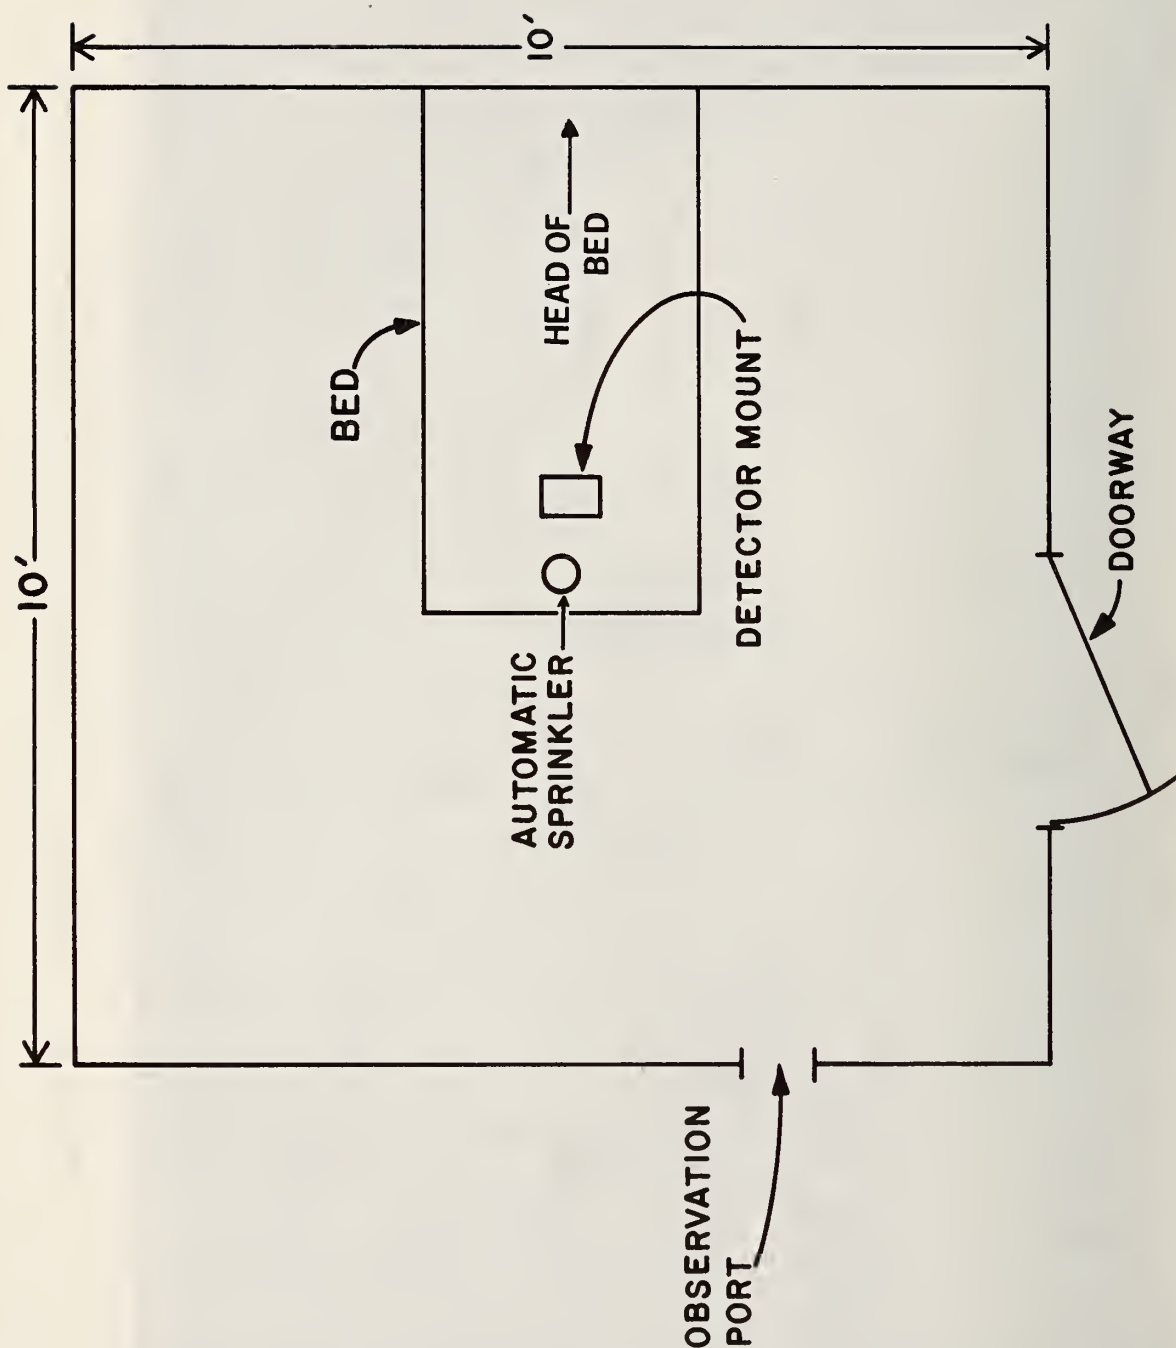 10'
10'
BED
HEAD OF
BED
AUTOMATIC
SPRINKLER
DETECTOR MOUNT
DOORWAY
OBSERVATION
PORT